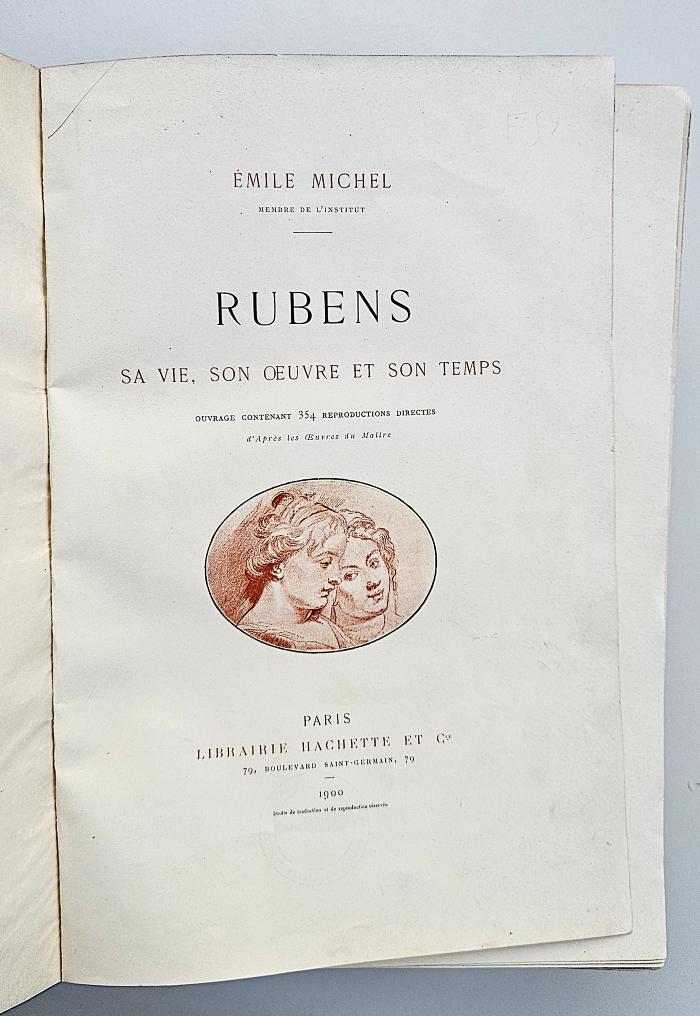 ÉMILE MICHEL
MEMBRE DE L'INSTITUT
RUBENS
SA VIE, SON ŒUVRE ET SON TEMPS
OUVRAGE CONTENANT 354 REPRODUCTIONS DIRECTES
d'Après les Œuvres du Maître
PARIS
LIBRAIRIE HACHETTE ET Cie
79, BOULEVARD SAINT-GERMAIN, 79
1900
Droits de traduction et de reproduction réservés.